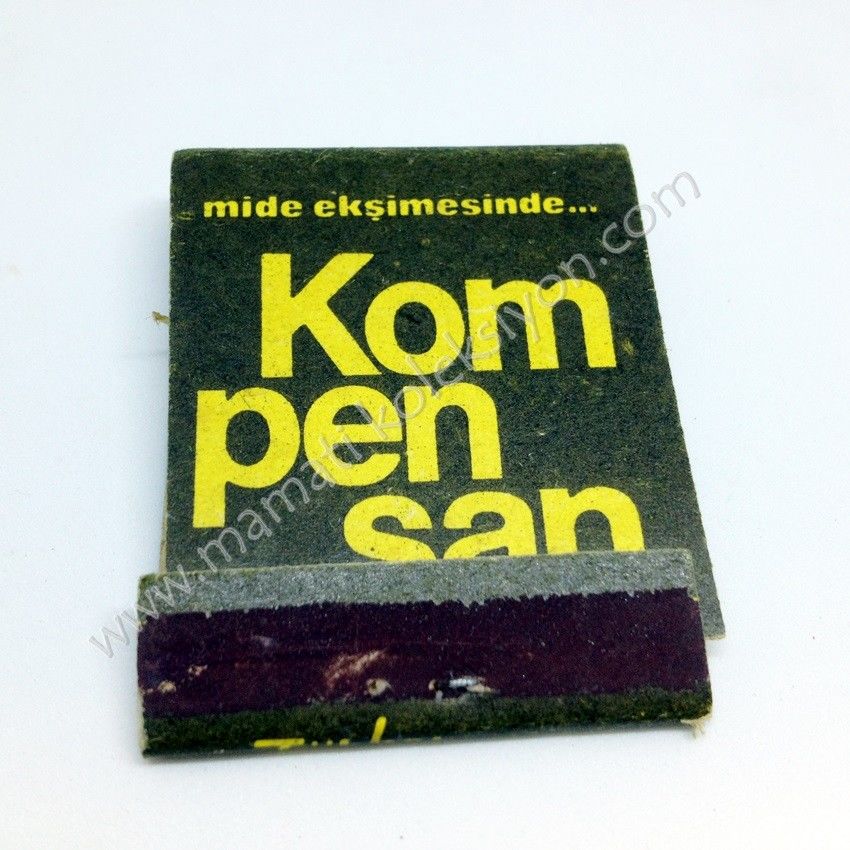 mide ekşimesinde...
Kom
pen
san
www.mamatikoleksiyon.com